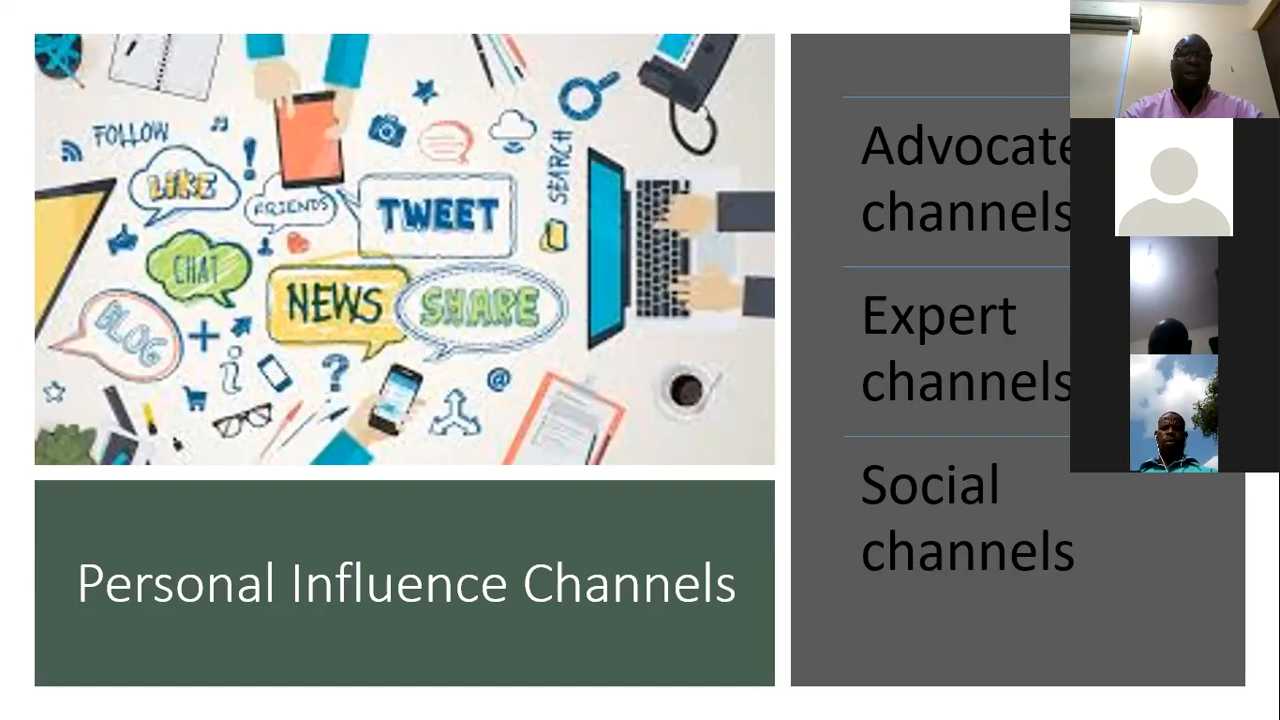 FOLLOW
LIKE
FRIENDS
TWEET
SEARCH
CHAT
NEWS
SHARE
BLOG
@
Personal Influence Channels
Advocate
channels
Expert
channels
Social
channels